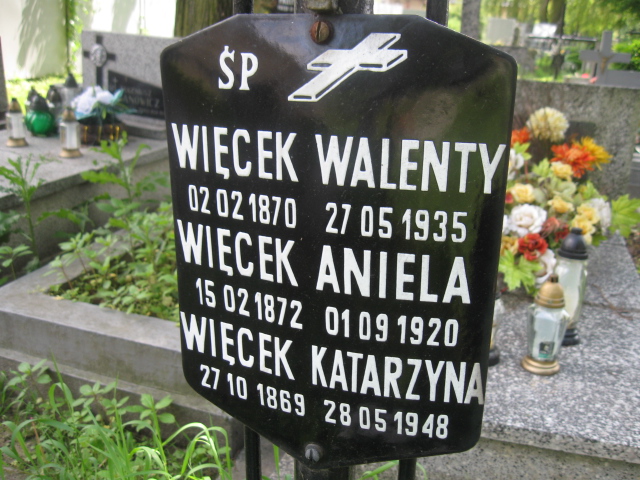 ŚP
WIĘCEK WALENTY
02 02 1870 27 05 1935
WIĘCEK ANIELA
15 02 1872 01 09 1920
WIĘCEK KATARZYNA
27 10 1869 28 05 1948